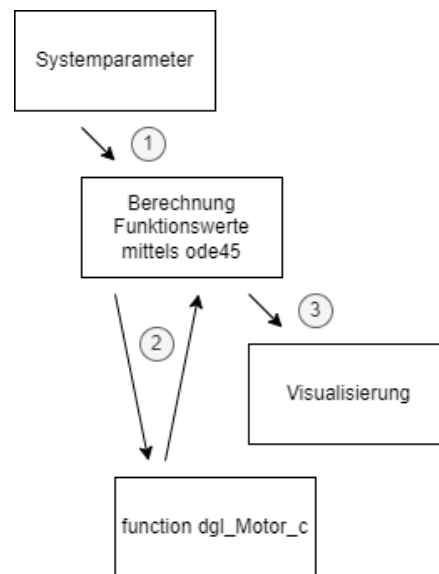 Systemparameter
1
Berechnung
Funktionswerte
mittels ode45
2
3
Visualisierung
function dgl_Motor_c